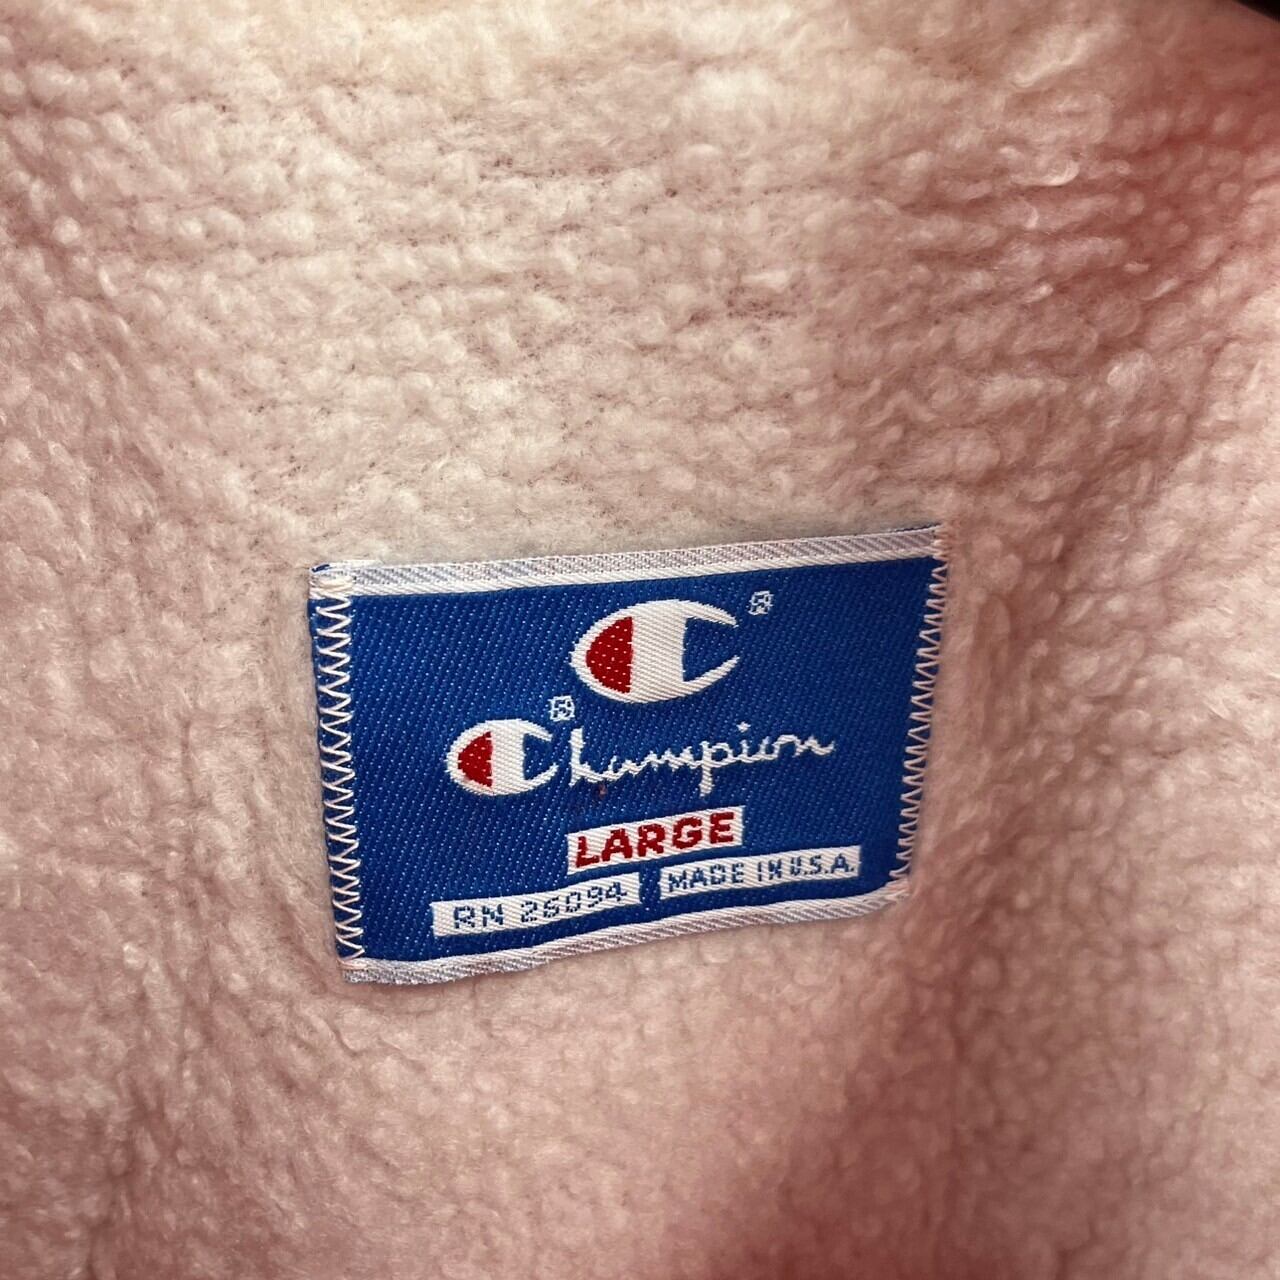 C®
Champion®
LARGE
RN 26094 MADE IN U.S.A.